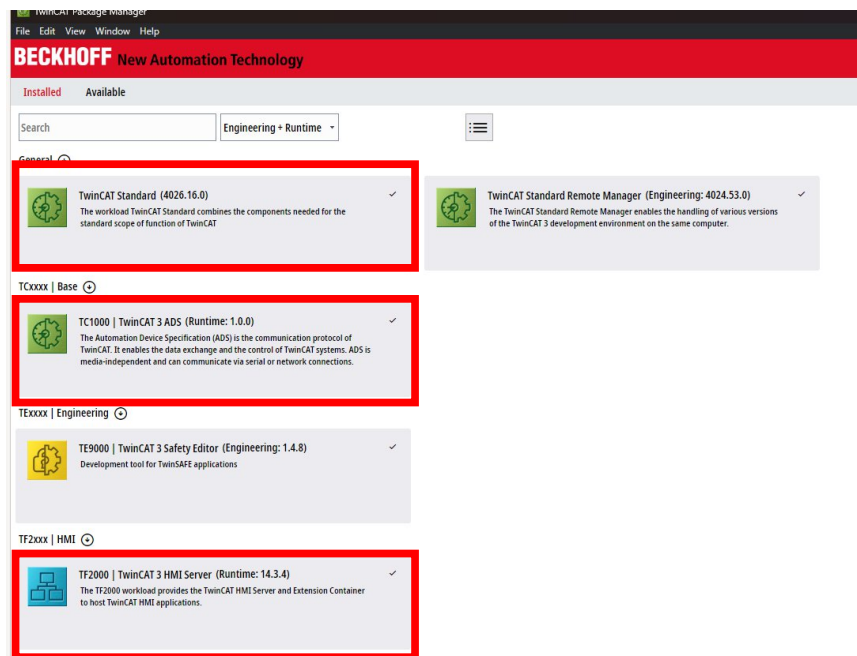 TwinCAT Package Manager
File Edit View Window Help
BECKHOFF New Automation Technology
Installed Available
Search Engineering + Runtime
General
TwinCAT Standard (4026.16.0)
The workload TwinCAT Standard combines the components needed for the
standard scope of function of TwinCAT
TwinCAT Standard Remote Manager (Engineering: 4024.53.0)
The TwinCAT Standard Remote Manager enables the handling of various versions
of the TwinCAT 3 development environment on the same computer.
TCxxxx | Base
TC1000 | TwinCAT 3 ADS (Runtime: 1.0.0)
The Automation Device Specification (ADS) is the communication protocol of
TwinCAT. It enables the data exchange and the control of TwinCAT systems. ADS is
media-independent and can communicate via serial or network connections.
TExxxx | Engineering
TE9000 | TwinCAT 3 Safety Editor (Engineering: 1.4.8)
Development tool for TwinSAFE applications
TF2xxx | HMI
TF2000 | TwinCAT 3 HMI Server (Runtime: 14.3.4)
The TF2000 workload provides the TwinCAT HMI Server and Extension Container
to host TwinCAT HMI applications.